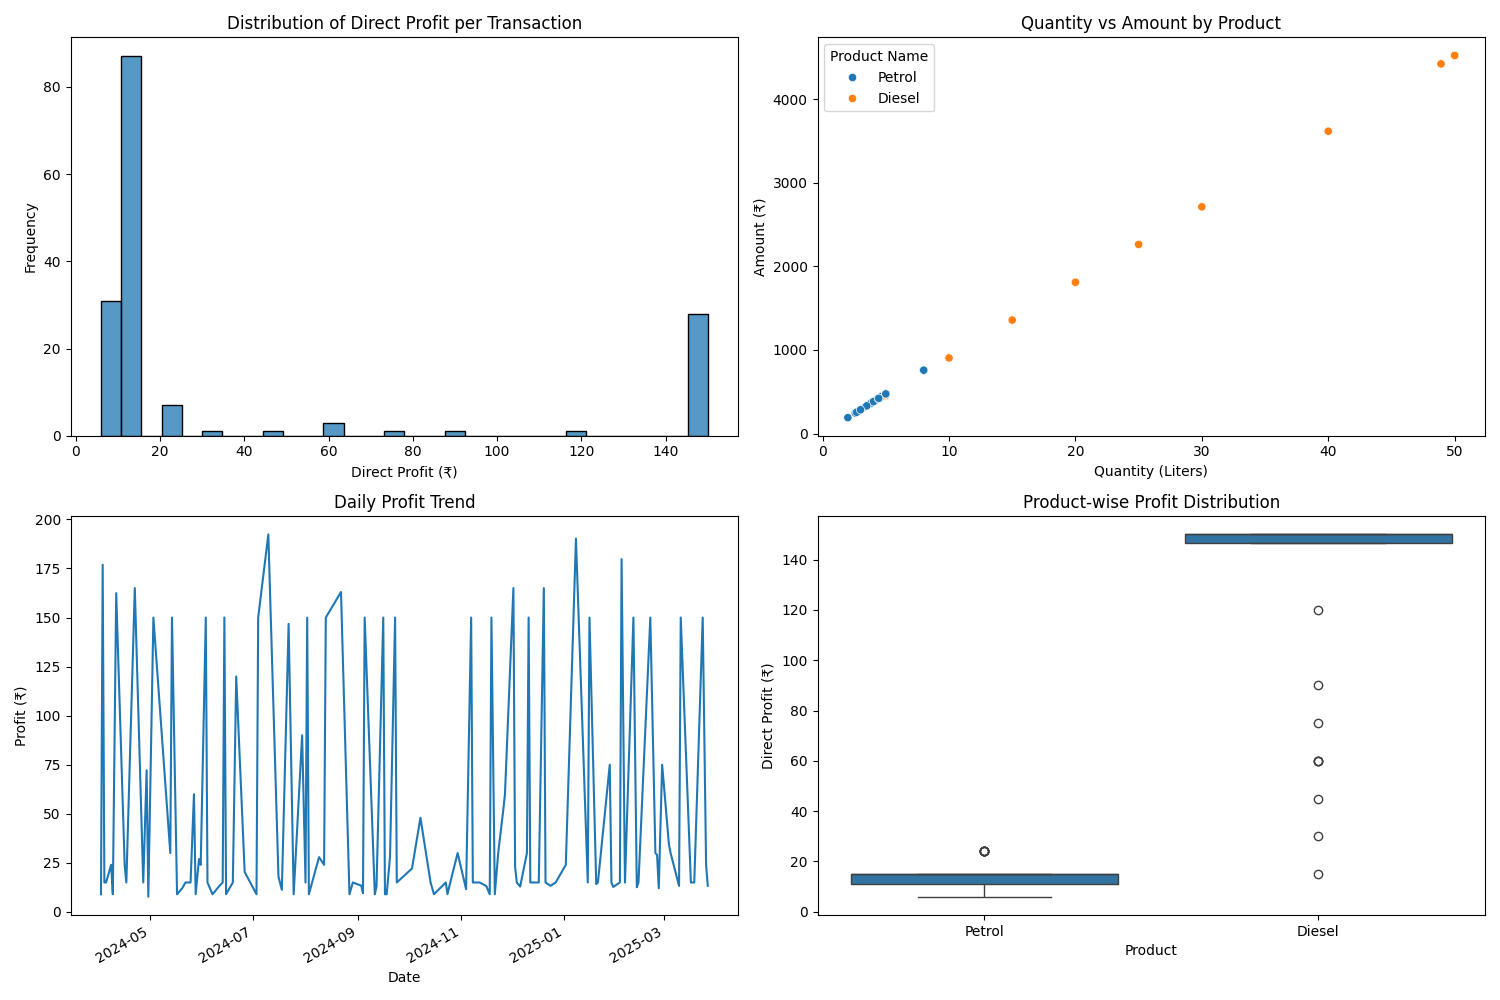 Distribution of Direct Profit per Transaction
Frequency
80
60
40
20
0
0 20 40 60 80 100 120 140
Direct Profit (₹)
Quantity vs Amount by Product
Product Name
Petrol
Diesel
Amount (₹)
4000
3000
2000
1000
0
0 10 20 30 40 50
Quantity (Liters)
Daily Profit Trend
Profit (₹)
200
175
150
125
100
75
50
25
0
2024-05 2024-07 2024-09 2024-11 2025-01 2025-03
Date
Product-wise Profit Distribution
Direct Profit (₹)
140
120
100
80
60
40
20
0
Petrol Diesel
Product